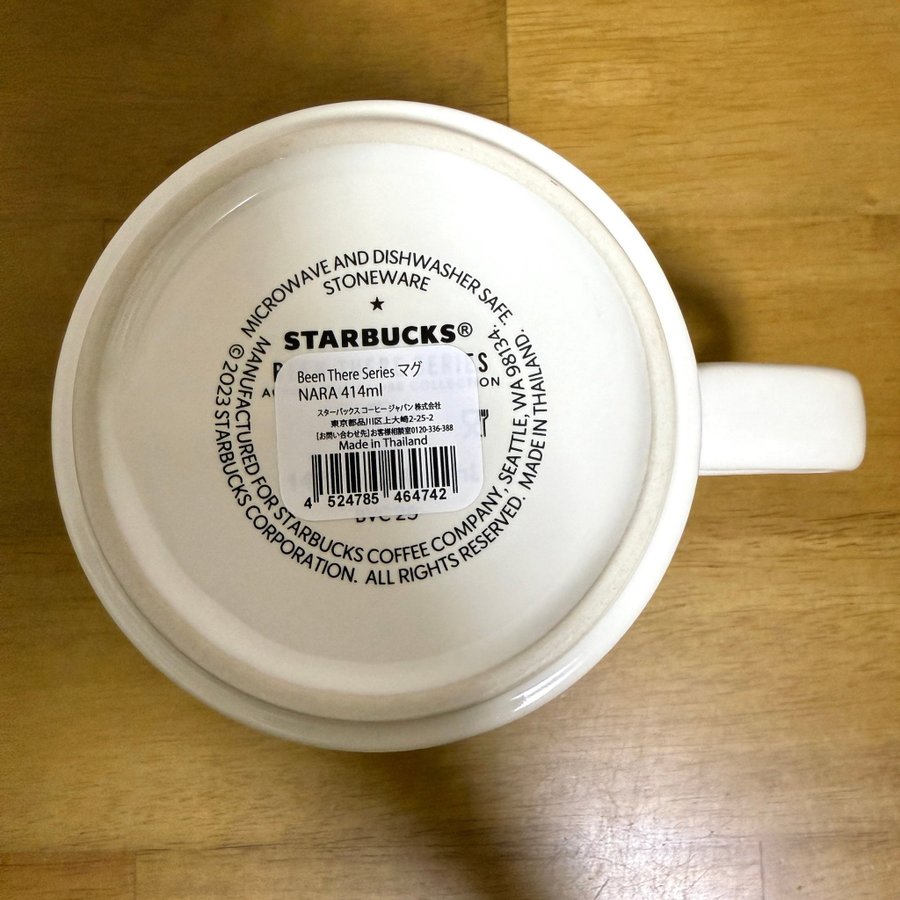 MICROWAVE AND DISHWASHER SAFE.
STONEWARE
★
STARBUCKS®
Been There Series マグ
NARA 414ml
スターバックス コーヒー ジャパン 株式会社
東京都品川区上大崎2-25-2
[お問い合わせ先]お客様相談室0120-336-388
Made in Thailand
4 524785 464742
MANUFACTURED FOR STARBUCKS COFFEE COMPANY, SEATTLE, WA 98134.
© 2023 STARBUCKS CORPORATION. ALL RIGHTS RESERVED. MADE IN THAILAND.